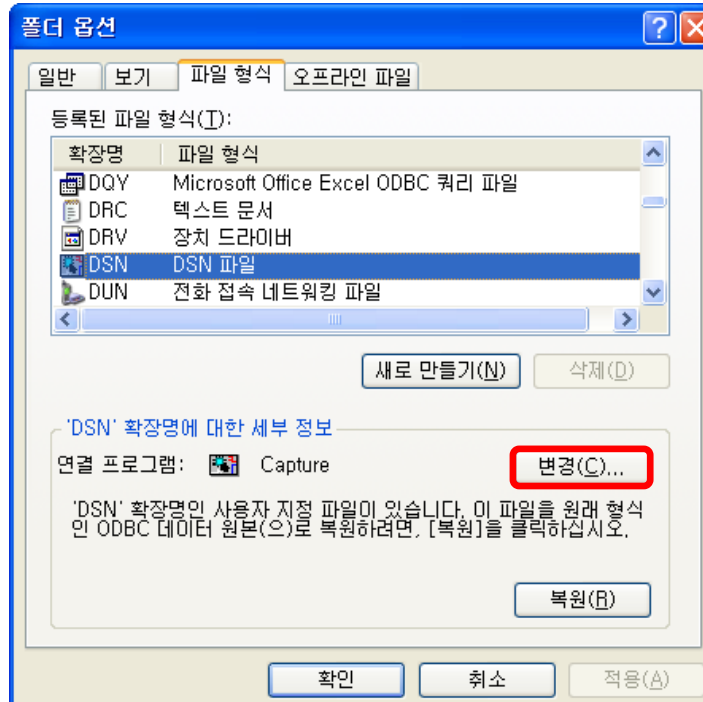 폴더 옵션
일반 보기 파일 형식 오프라인 파일
등록된 파일 형식(T):
확장명 파일 형식
DQY Microsoft Office Excel ODBC 쿼리 파일
DRC 텍스트 문서
DRV 장치 드라이버
DSN DSN 파일
DUN 전화 접속 네트워킹 파일
새로 만들기(N) 삭제(D)
'DSN' 확장명에 대한 세부 정보
연결 프로그램: Capture 변경(C)...
'DSN' 확장명인 사용자 지정 파일이 있습니다. 이 파일을 원래 형식
인 ODBC 데이터 원본(으)로 복원하려면, [복원]을 클릭하십시오.
복원(R)
확인 취소 적용(A)